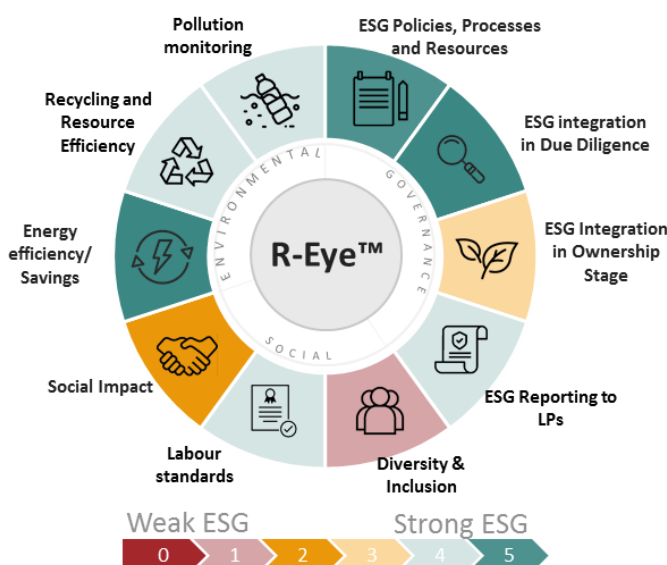 Pollution
monitoring
ESG Policies, Processes
and Resources
Recycling and
Resource
Efficiency
ESG integration
in Due Diligence
ENVIRONMENTAL
GOVERNANCE
R-Eye™
Energy
efficiency/
Savings
ESG Integration
in Ownership
Stage
SOCIAL
Social Impact
ESG Reporting to
LPs
Labour
standards
Diversity &
Inclusion
Weak ESG
Strong ESG
0 1 2 3 4 5